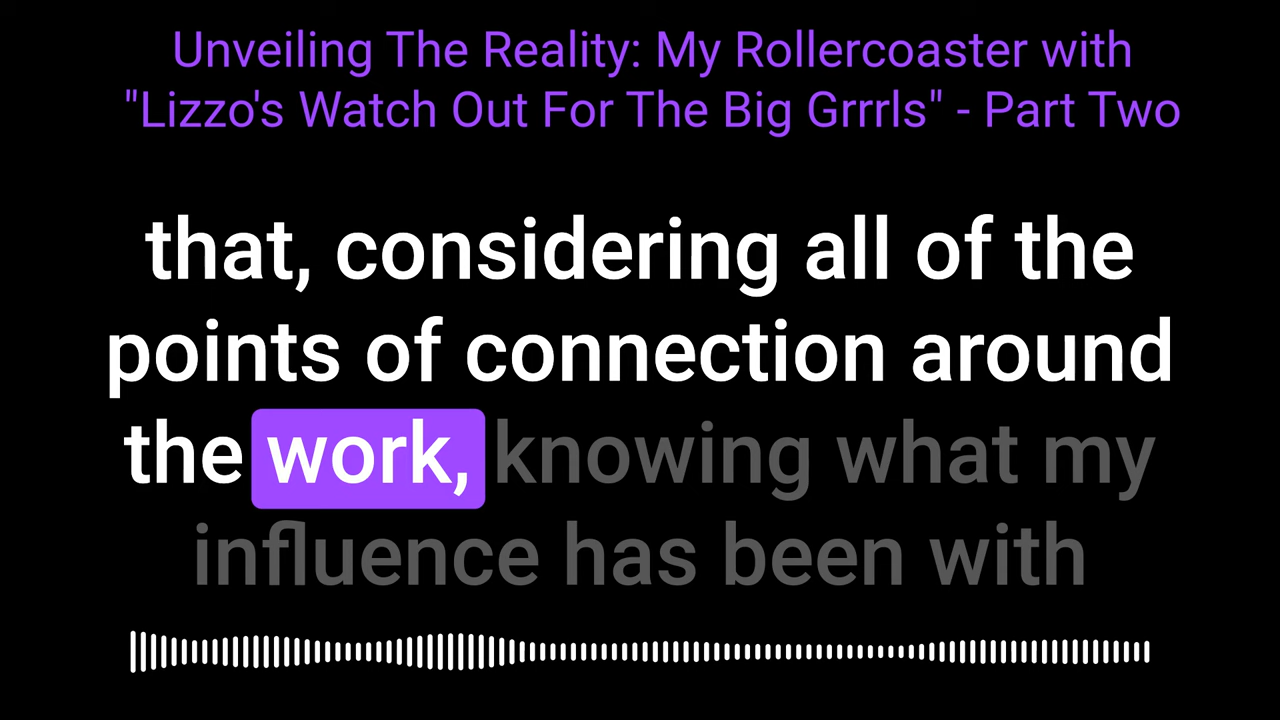 Unveiling The Reality: My Rollercoaster with
"Lizzo's Watch Out For The Big Grrrls" - Part Two
that, considering all of the
points of connection around
the work, knowing what my
influence has been with